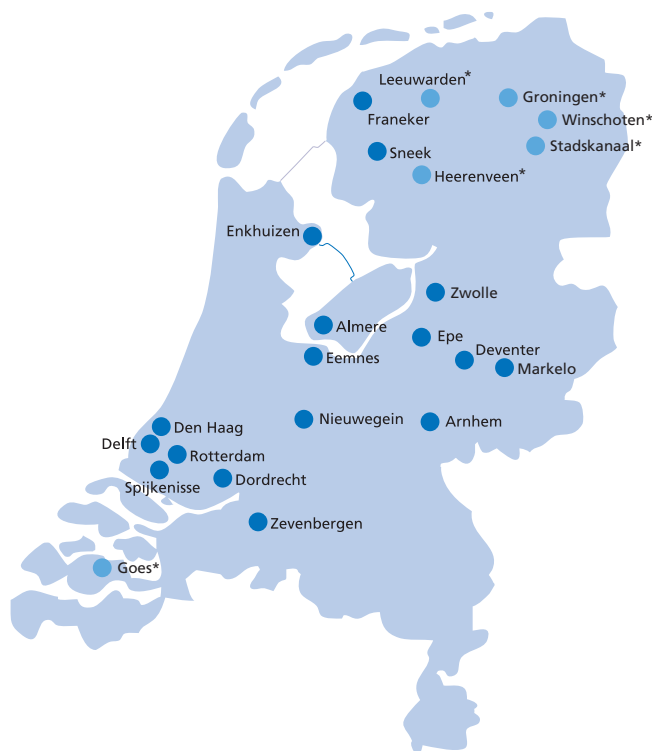 Leeuwarden*
Groningen*
Franeker
Winschoten*
Stadskanaal*
Sneek
Heerenveen*
Enkhuizen
Zwolle
Almere
Epe
Deventer
Eemnes
Markelo
Nieuwegein
Arnhem
Den Haag
Delft
Rotterdam
Dordrecht
Spijkenisse
Zevenbergen
Goes*